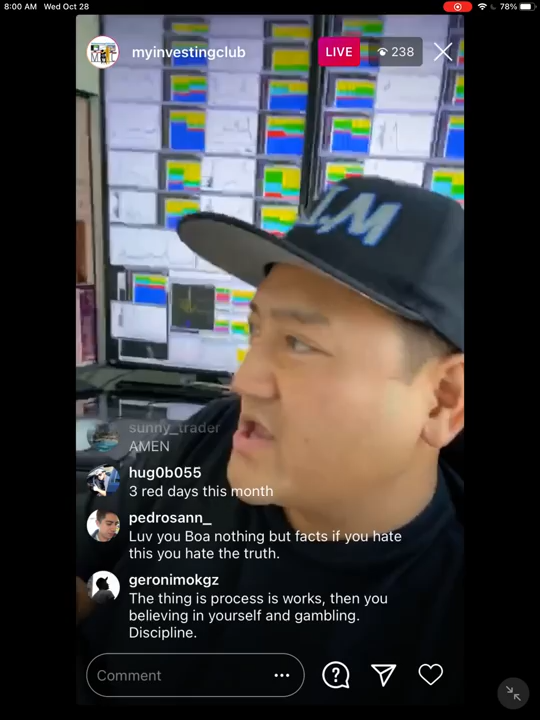 8:00 AM Wed Oct 28
78%
myinvestingclub
LIVE
238
sunny_trader
AMEN
hug0b055
3 red days this month
pedrosann_
Luv you Boa nothing but facts if you hate
this you hate the truth.
geronimokgz
The thing is process is works, then you
believing in yourself and gambling.
Discipline.
Comment